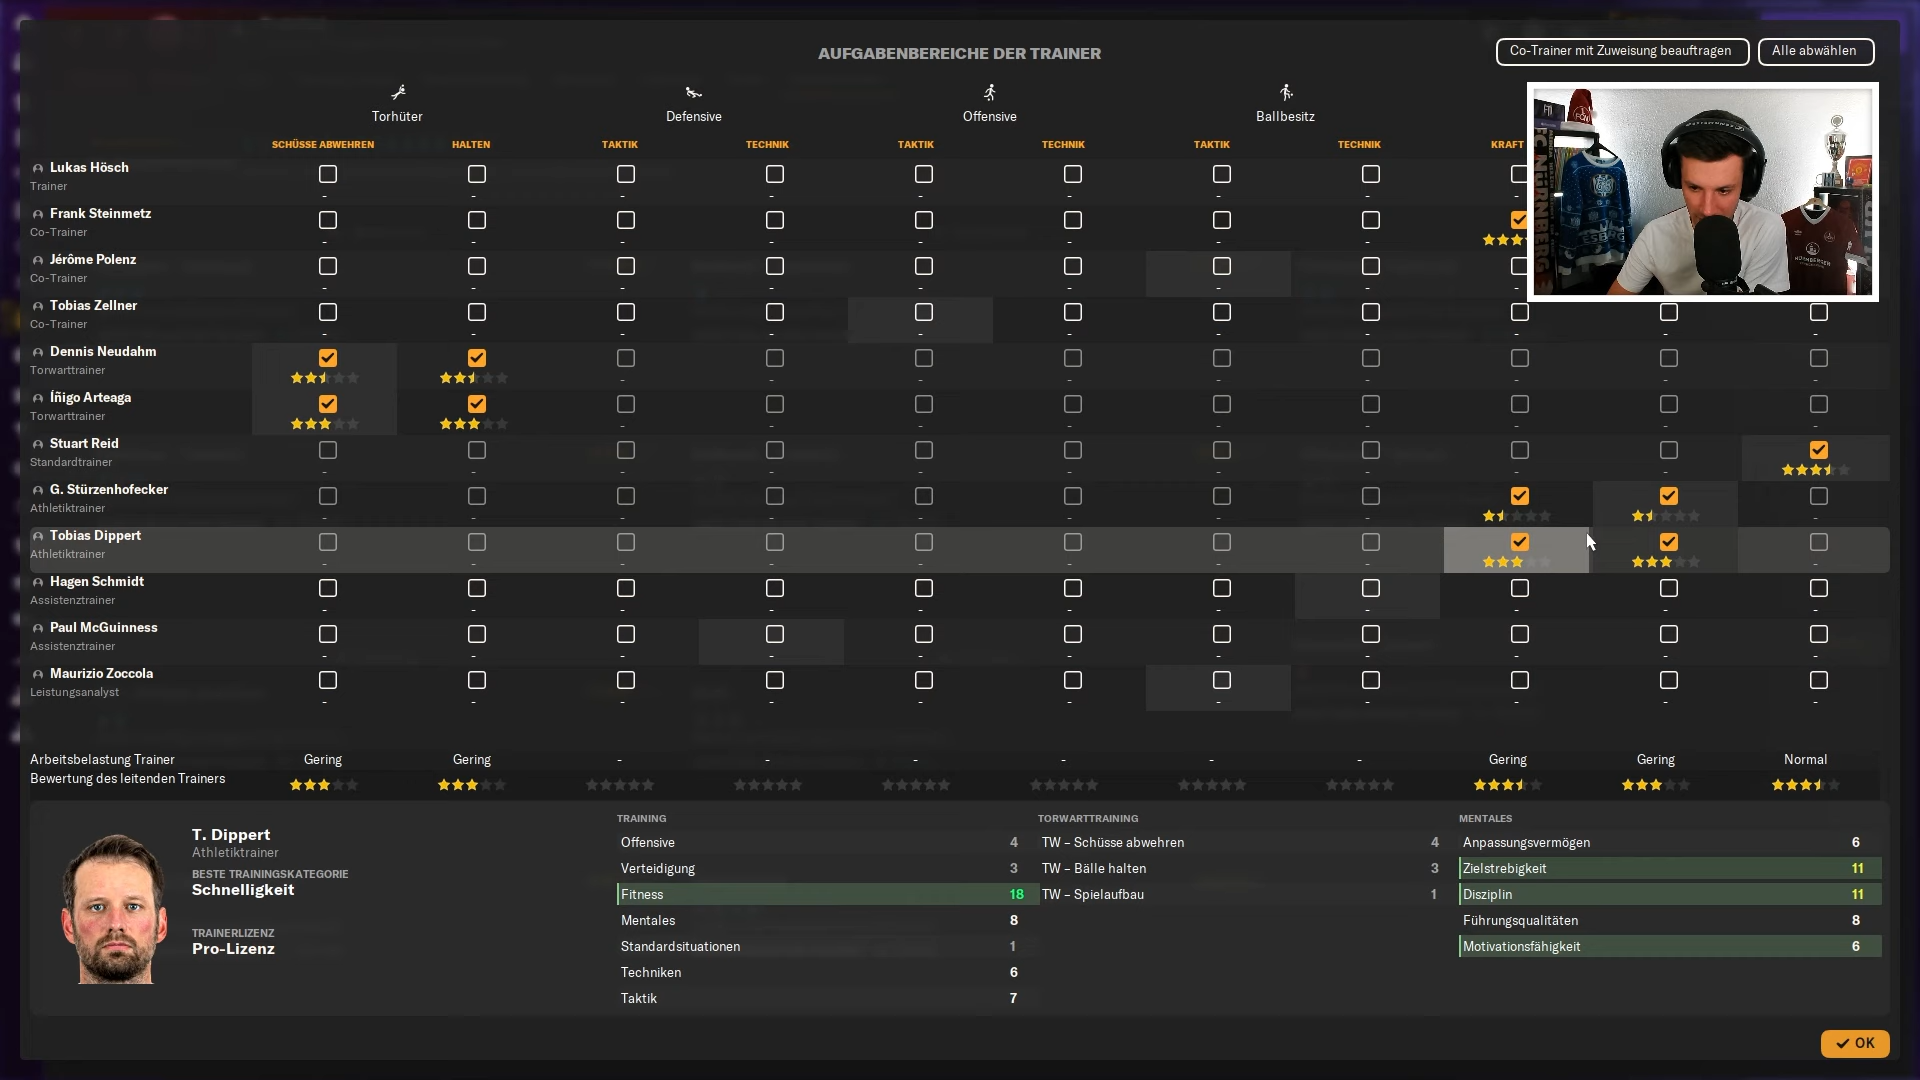 AUFGABENBEREICHE DER TRAINER
Co-Trainer mit Zuweisung beauftragen
Alle abwählen
Torhüter
Defensive
Offensive
Ballbesitz
SCHÜSSE ABWEHREN
HALTEN
TAKTIK
TECHNIK
TAKTIK
TECHNIK
TAKTIK
TECHNIK
KRAFT
Lukas Hösch
Trainer
Frank Steinmetz
Co-Trainer
Jérôme Polenz
Co-Trainer
Tobias Zellner
Co-Trainer
Dennis Neudahm
Torwarttrainer
Íñigo Arteaga
Torwarttrainer
Stuart Reid
Standardtrainer
G. Stürzenhofecker
Athletiktrainer
Tobias Dippert
Athletiktrainer
Hagen Schmidt
Assistenztrainer
Paul McGuinness
Assistenztrainer
Maurizio Zoccola
Leistungsanalyst
Arbeitsbelastung Trainer
Gering
Gering
-
-
-
-
-
-
Gering
Gering
Normal
Bewertung des leitenden Trainers
T. Dippert
Athletiktrainer
BESTE TRAININGSKATEGORIE
Schnelligkeit
TRAINERLIZENZ
Pro-Lizenz
TRAINING
Offensive 4
Verteidigung 3
Fitness 18
Mentales 8
Standardsituationen 1
Techniken 6
Taktik 7
TORWARTTRAINING
TW – Schüsse abwehren 4
TW – Bälle halten 3
TW – Spielaufbau 1
MENTALES
Anpassungsvermögen 6
Zielstrebigkeit 11
Disziplin 11
Führungsqualitäten 8
Motivationsfähigkeit 6
OK